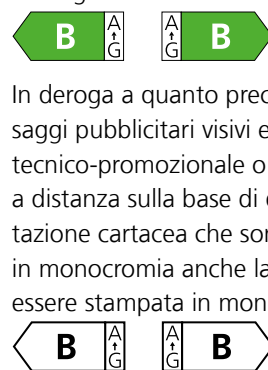 B A↑G A↑G B
In deroga a quanto prec
saggi pubblicitari visivi e
tecnico-promozionale o
a distanza sulla base di
tazione cartacea che sor
in monocromia anche la
essere stampata in mon
B A↑G A↑G B